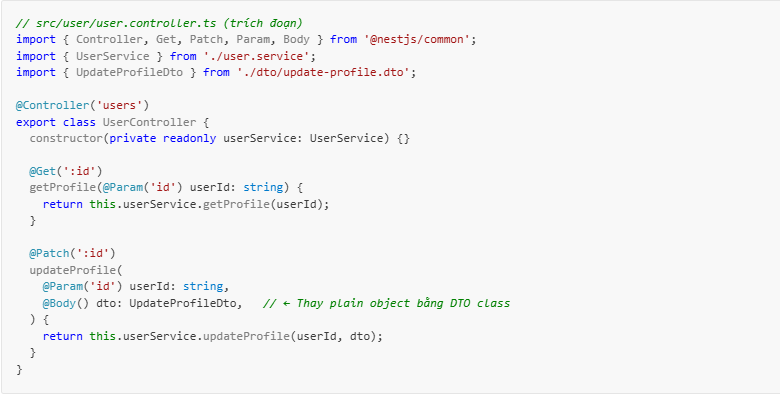 // src/user/user.controller.ts (trích đoạn)
import { Controller, Get, Patch, Param, Body } from '@nestjs/common';
import { UserService } from './user.service';
import { UpdateProfileDto } from './dto/update-profile.dto';
@Controller('users')
export class UserController {
constructor(private readonly userService: UserService) {}
@Get(':id')
getProfile(@Param('id') userId: string) {
return this.userService.getProfile(userId);
}
@Patch(':id')
updateProfile(
@Param('id') userId: string,
@Body() dto: UpdateProfileDto,   // ← Thay plain object bằng DTO class
) {
return this.userService.updateProfile(userId, dto);
}
}